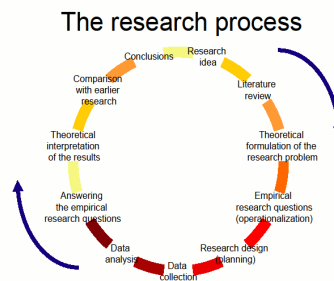 The research process
Research
idea
Literature
review
Theoretical
formulation of the
research problem
Empirical
research questions
(operationalization)
Research design
(planning)
Data
collection
Data
analysis
Answering
the empirical
research questions
Theoretical
interpretation
of the results
Comparison
with earlier
research
Conclusions